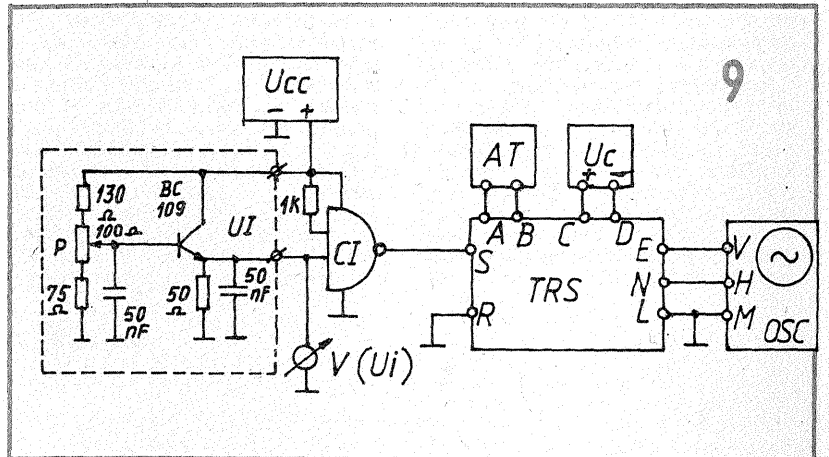 9
Ucc
- +
AT
Uc
+ -
130 Ω
BC 109
UI
1K
100 Ω
P
CI
A B C D
S
E
V
TRS
N
H
R
L
M
OSC
75 Ω
50 nF
50 Ω
50 nF
V (Ui)